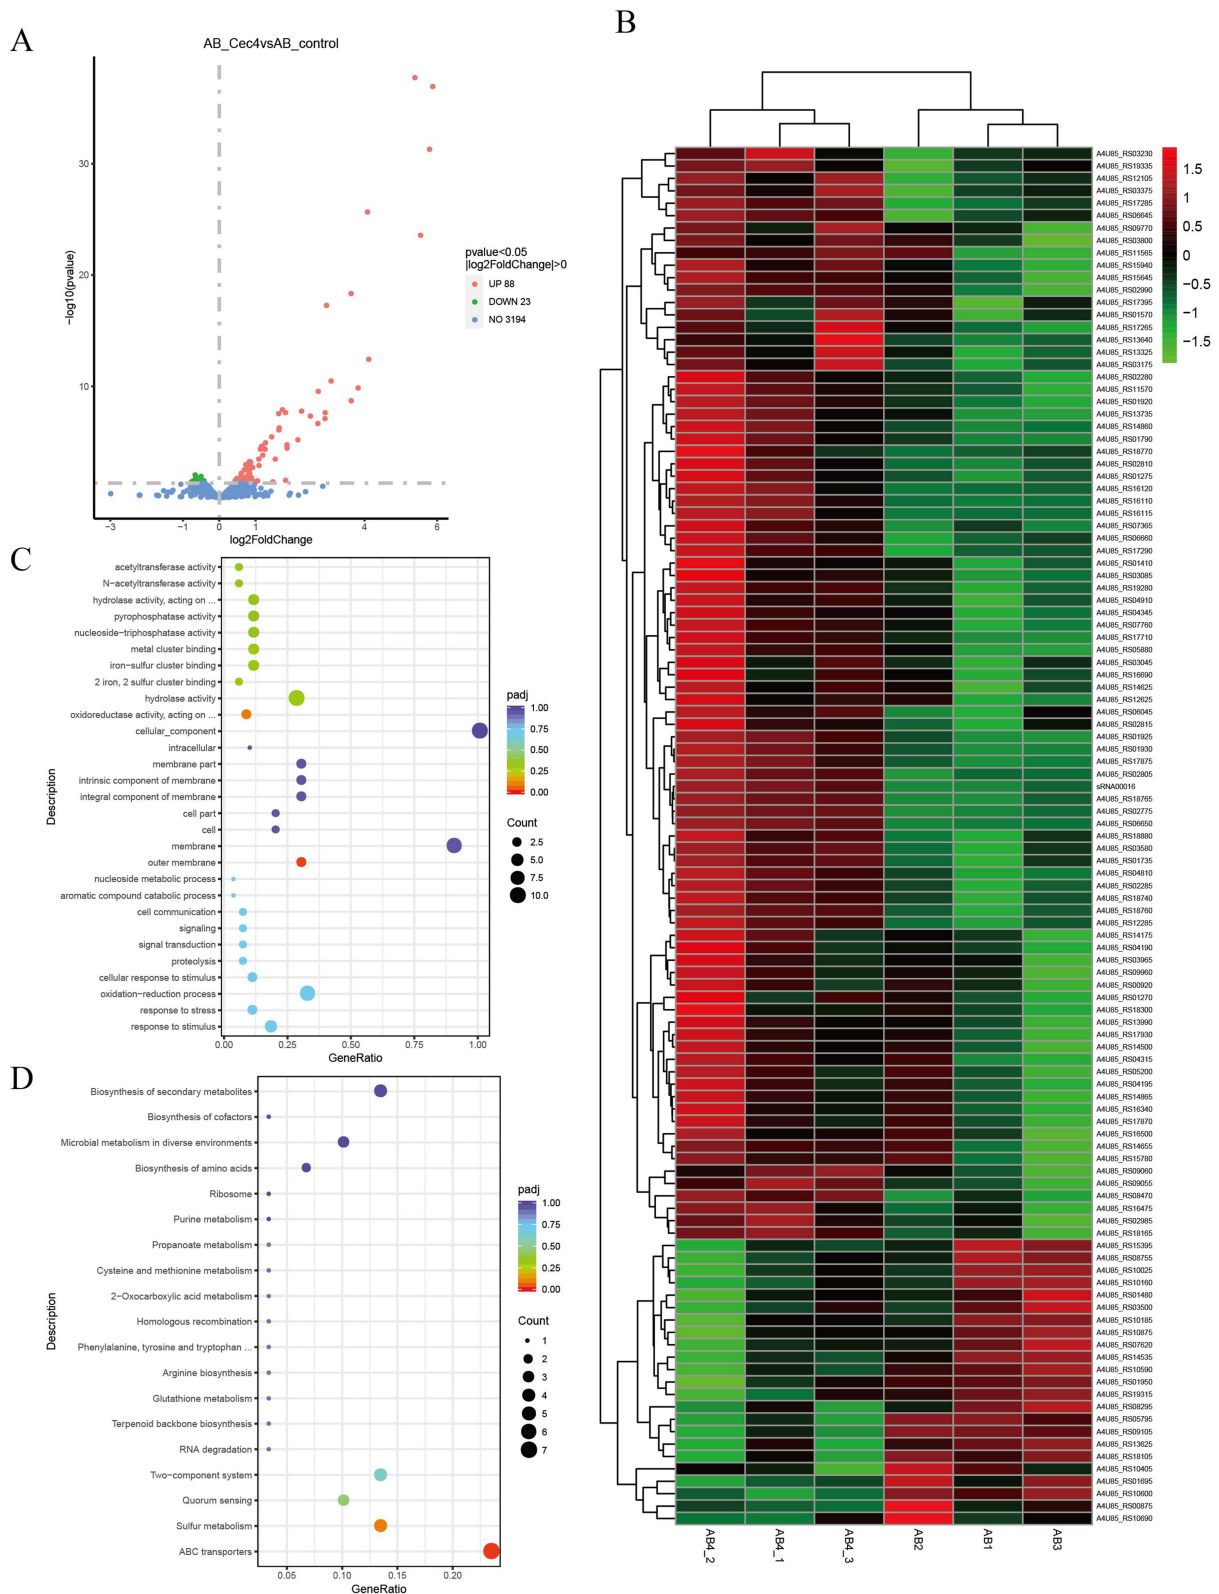 A
AB_Cec4vsAB_control
30
20
10
−log10(pvalue)
−3
−1
0
1
4
6
log2FoldChange
pvalue<0.05
|log2FoldChange|>0
UP 88
DOWN 23
NO 3194
B
A4U85_RS03230
A4U85_RS19335
A4U85_RS12105
A4U85_RS03375
A4U85_RS17285
A4U85_RS06645
A4U85_RS09770
A4U85_RS03800
A4U85_RS11565
A4U85_RS15940
A4U85_RS15645
A4U85_RS02990
A4U85_RS17395
A4U85_RS01570
A4U85_RS17265
A4U85_RS13640
A4U85_RS13325
A4U85_RS03175
A4U85_RS02280
A4U85_RS11570
A4U85_RS01920
A4U85_RS13735
A4U85_RS14860
A4U85_RS01790
A4U85_RS18770
A4U85_RS02810
A4U85_RS01275
A4U85_RS16120
A4U85_RS16110
A4U85_RS16115
A4U85_RS07365
A4U85_RS06660
A4U85_RS17290
A4U85_RS01410
A4U85_RS03085
A4U85_RS19280
A4U85_RS04910
A4U85_RS04345
A4U85_RS07760
A4U85_RS17710
A4U85_RS05880
A4U85_RS03045
A4U85_RS16690
A4U85_RS14625
A4U85_RS12625
A4U85_RS06045
A4U85_RS02815
A4U85_RS01925
A4U85_RS01930
A4U85_RS17875
A4U85_RS02805
sRNA00016
A4U85_RS18765
A4U85_RS02775
A4U85_RS06650
A4U85_RS18880
A4U85_RS03580
A4U85_RS01735
A4U85_RS04810
A4U85_RS02285
A4U85_RS18740
A4U85_RS18760
A4U85_RS12285
A4U85_RS14175
A4U85_RS04190
A4U85_RS03965
A4U85_RS09960
A4U85_RS00920
A4U85_RS01270
A4U85_RS18300
A4U85_RS13990
A4U85_RS17930
A4U85_RS14500
A4U85_RS04315
A4U85_RS05200
A4U85_RS04195
A4U85_RS14865
A4U85_RS16340
A4U85_RS17870
A4U85_RS16500
A4U85_RS14655
A4U85_RS15780
A4U85_RS09060
A4U85_RS09055
A4U85_RS08470
A4U85_RS16475
A4U85_RS02985
A4U85_RS18165
A4U85_RS15395
A4U85_RS08755
A4U85_RS10025
A4U85_RS10160
A4U85_RS01480
A4U85_RS03500
A4U85_RS10185
A4U85_RS10875
A4U85_RS07620
A4U85_RS14535
A4U85_RS10590
A4U85_RS01950
A4U85_RS19315
A4U85_RS08295
A4U85_RS05795
A4U85_RS09105
A4U85_RS13625
A4U85_RS18105
A4U85_RS10405
A4U85_RS01695
A4U85_RS10600
A4U85_RS00875
A4U85_RS10690
AB4_2
AB4_1
AB4_3
AB2
AB1
AB3
1.5
1
0.5
0
−0.5
−1
−1.5
C
acetyltransferase activity
N−acetyltransferase activity
hydrolase activity, acting on ...
pyrophosphatase activity
nucleoside−triphosphatase activity
metal cluster binding
iron−sulfur cluster binding
2 iron, 2 sulfur cluster binding
hydrolase activity
oxidoreductase activity, acting on ...
cellular_component
intracellular
membrane part
intrinsic component of membrane
integral component of membrane
cell part
cell
membrane
outer membrane
nucleoside metabolic process
aromatic compound catabolic process
cell communication
signaling
signal transduction
proteolysis
cellular response to stimulus
oxidation−reduction process
response to stress
response to stimulus
Description
0.00
0.25
0.50
0.75
1.00
GeneRatio
padj
1.00
0.75
0.50
0.25
0.00
Count
2.5
5.0
7.5
10.0
D
Biosynthesis of secondary metabolites
Biosynthesis of cofactors
Microbial metabolism in diverse environments
Biosynthesis of amino acids
Ribosome
Purine metabolism
Propanoate metabolism
Cysteine and methionine metabolism
2−Oxocarboxylic acid metabolism
Homologous recombination
Phenylalanine, tyrosine and tryptophan ...
Arginine biosynthesis
Glutathione metabolism
Terpenoid backbone biosynthesis
RNA degradation
Two−component system
Quorum sensing
Sulfur metabolism
ABC transporters
Description
0.05
0.10
0.15
0.20
GeneRatio
padj
1.00
0.75
0.50
0.25
0.00
Count
1
2
3
4
5
6
7